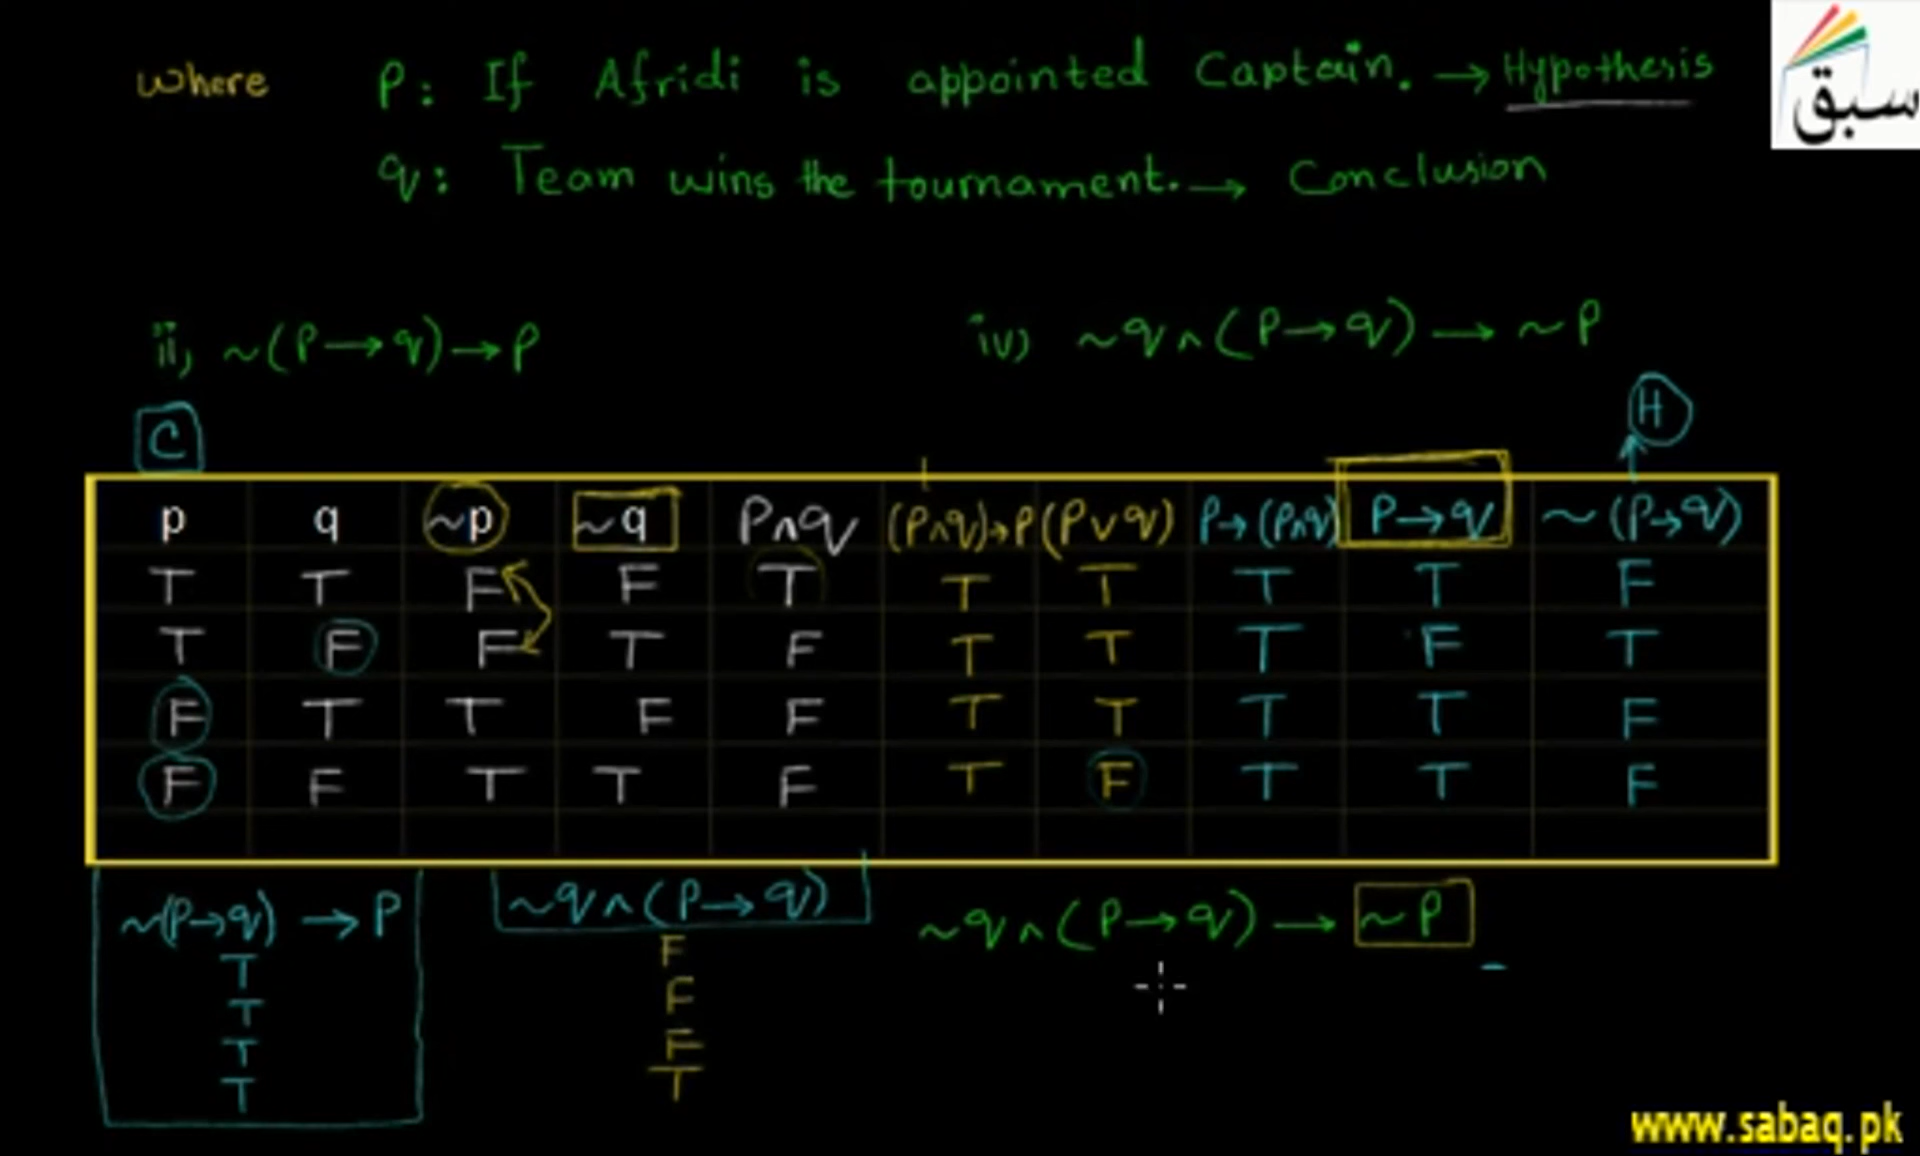 where p: If Afridi is appointed Captain. → Hypothesis
سبق
q: Team wins the tournament. → Conclusion
ii, ~(p→q)→p
iv) ~q∧(p→q)→~p
C
H
p q ~p ~q p∧q (p∧q)→p (p∨q) p→(p∧q) p→q ~(p→q)
T T F F T T T T T F
T F F T F T T T F T
F T T F F T T T T F
F F T T F T F T T F
~(p→q)→p ~q∧(p→q) ~q∧(p→q)→~p
T F
T F
T F
T T
www.sabaq.pk